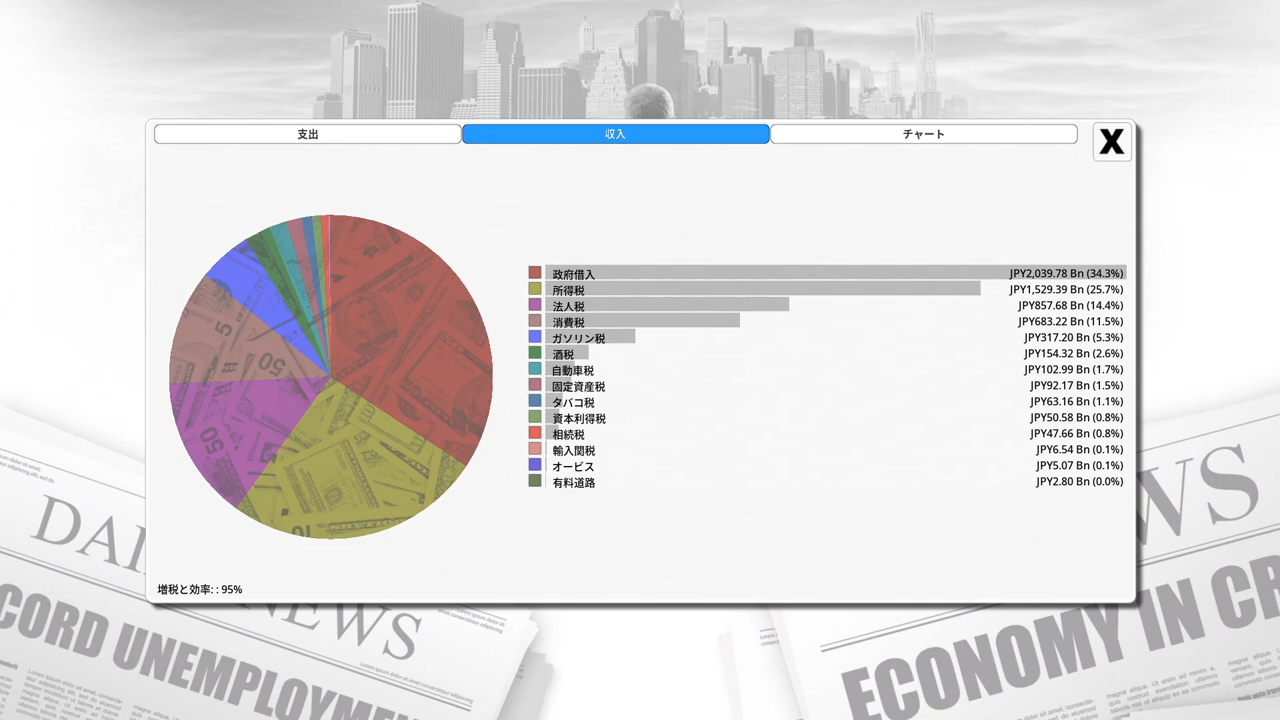 支出
収入
チャート
X
政府借入 JPY2,039.78 Bn (34.3%)
所得税 JPY1,529.39 Bn (25.7%)
法人税 JPY857.68 Bn (14.4%)
消費税 JPY683.22 Bn (11.5%)
ガソリン税 JPY317.20 Bn (5.3%)
酒税 JPY154.32 Bn (2.6%)
自動車税 JPY102.99 Bn (1.7%)
固定資産税 JPY92.17 Bn (1.5%)
タバコ税 JPY63.16 Bn (1.1%)
資本利得税 JPY50.58 Bn (0.8%)
相続税 JPY47.66 Bn (0.8%)
輸入関税 JPY6.54 Bn (0.1%)
オービス JPY5.07 Bn (0.1%)
有料道路 JPY2.80 Bn (0.0%)
増税と効率: : 95%
DAI
NEWS
CORD UNEMPLOYME
WS
ECONOMY IN CR